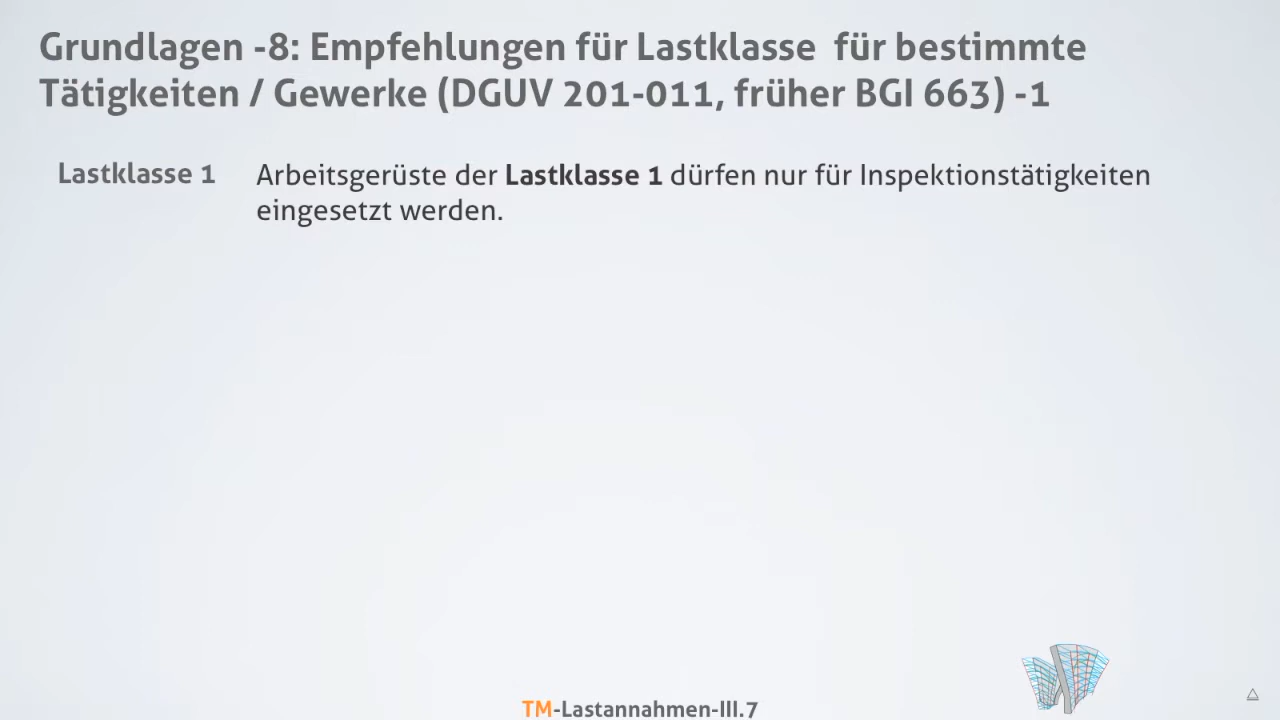 Grundlagen -8: Empfehlungen für Lastklasse für bestimmte
Tätigkeiten / Gewerke (DGUV 201-011, früher BGI 663) -1
Lastklasse 1 Arbeitsgerüste der Lastklasse 1 dürfen nur für Inspektionstätigkeiten
eingesetzt werden.
TM-Lastannahmen-III.7